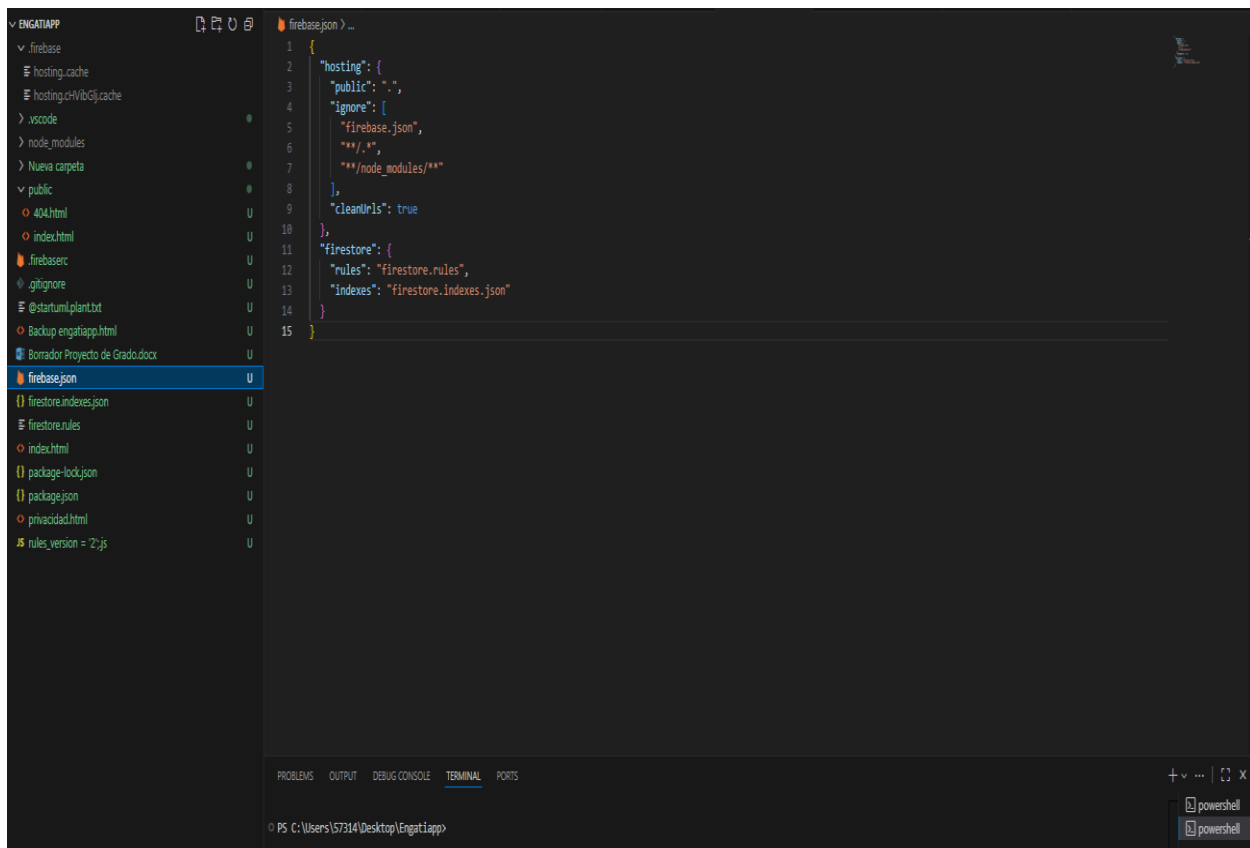 ENGATIAPP
.firebase
hosting..cache
hosting.cHVibGlj.cache
.vscode
node_modules
Nueva carpeta
public
404.html U
index.html U
.firebaserc U
.gitignore U
@startuml.plant.txt U
Backup engatiapp.html U
Borrador Proyecto de Grado.docx U
firebase.json U
firestore.indexes.json U
firestore.rules U
index.html U
package-lock.json U
package.json U
privacidad.html U
JS rules_version = '2';.js U
firebase.json > ...
1 {
2 "hosting": {
3 "public": ".",
4 "ignore": [
5 "firebase.json",
6 "**/.*",
7 "**/node_modules/**"
8 ],
9 "cleanUrls": true
10 },
11 "firestore": {
12 "rules": "firestore.rules",
13 "indexes": "firestore.indexes.json"
14 }
15 }
PROBLEMS OUTPUT DEBUG CONSOLE TERMINAL PORTS
PS C:\Users\57314\Desktop\Engatiapp>
powershell
powershell